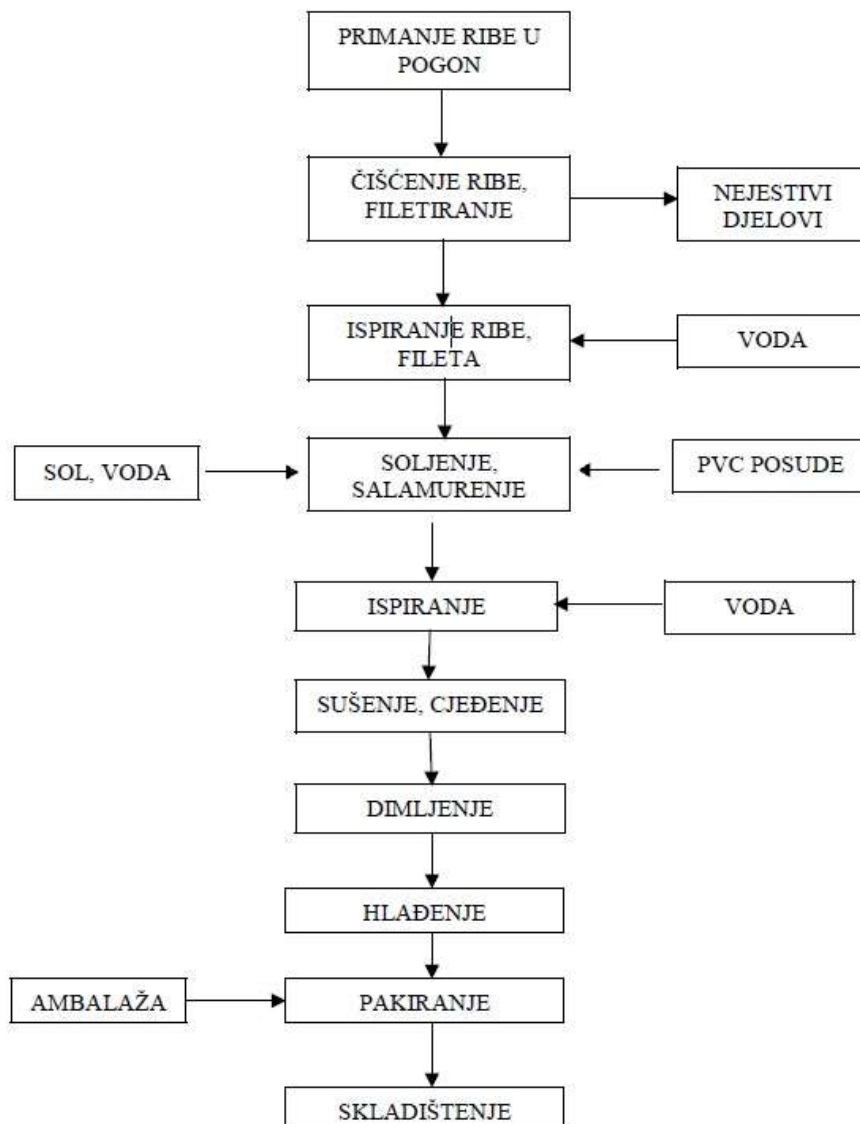 PRIMANJE RIBE U
POGON
ČIŠĆENJE RIBE,
FILETIRANJE
NEJESTIVI
DJELOVI
ISPIRANJE RIBE,
FILETA
VODA
SOL, VODA
SOLJENJE,
SALAMURENJE
PVC POSUDE
ISPIRANJE
VODA
SUŠENJE, CJEĐENJE
DIMLJENJE
HLAĐENJE
AMBALAŽA
PAKIRANJE
SKLADIŠTENJE